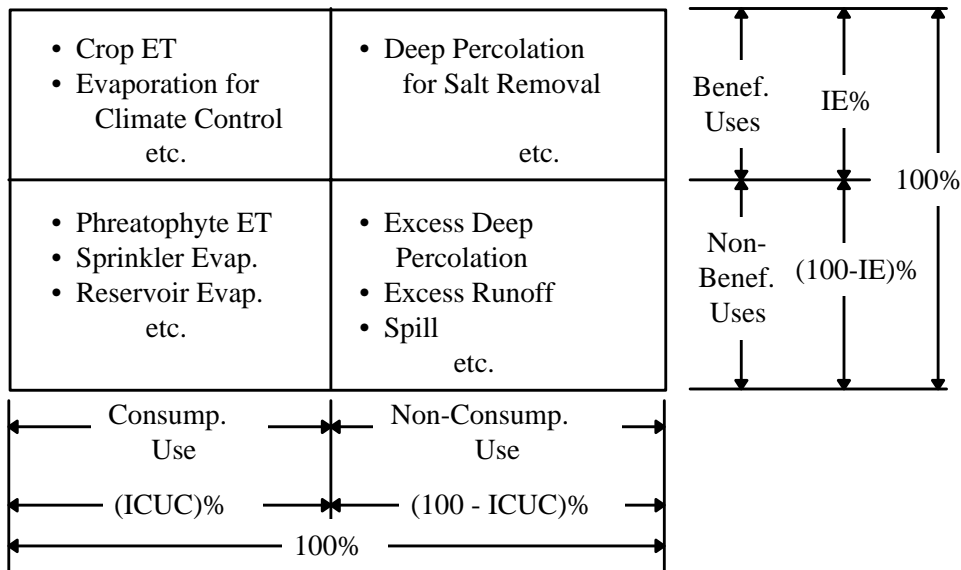 • Crop ET
• Evaporation for
Climate Control
etc.
• Deep Percolation
for Salt Removal
etc.
Benef.
Uses
IE%
100%
• Phreatophyte ET
• Sprinkler Evap.
• Reservoir Evap.
etc.
• Excess Deep
Percolation
• Excess Runoff
• Spill
etc.
Non-
Benef.
Uses
(100-IE)%
Consump.
Use
Non-Consump.
Use
(ICUC)%
(100 - ICUC)%
100%